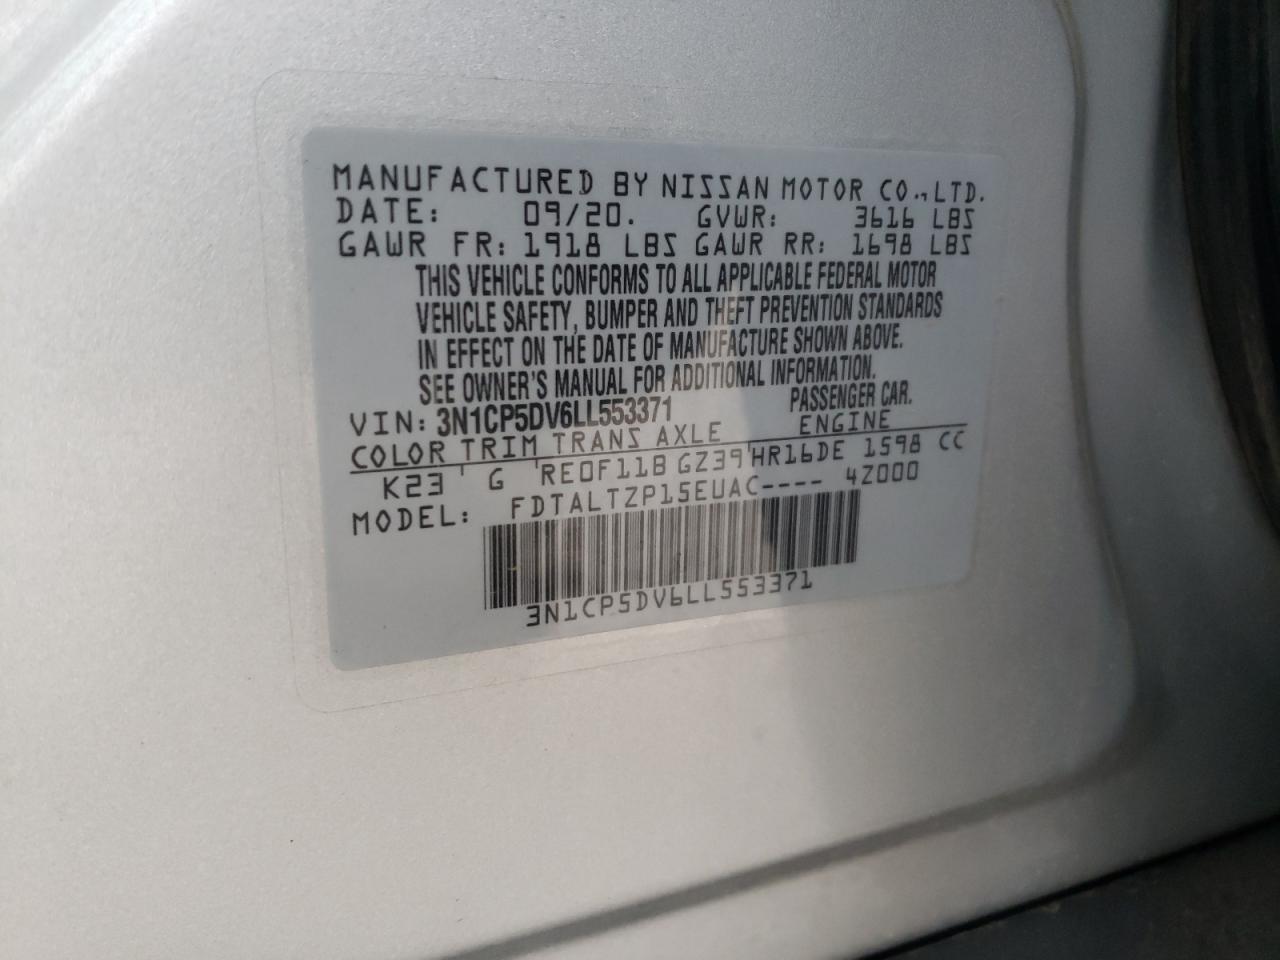 MANUFACTURED BY NISSAN MOTOR CO.,LTD.
DATE: 09/20. GVWR: 3616 LBS
GAWR FR: 1918 LBS GAWR RR: 1698 LBS
THIS VEHICLE CONFORMS TO ALL APPLICABLE FEDERAL MOTOR
VEHICLE SAFETY, BUMPER AND THEFT PREVENTION STANDARDS
IN EFFECT ON THE DATE OF MANUFACTURE SHOWN ABOVE.
SEE OWNER'S MANUAL FOR ADDITIONAL INFORMATION.
VIN: 3N1CP5DV6LL553371 PASSENGER CAR.
COLOR TRIM TRANS AXLE ENGINE
K23 G RE0F11B GZ39 HR16DE 1598 CC
MODEL: FDTALTZP15EUAC---- 4Z000
3N1CP5DV6LL553371